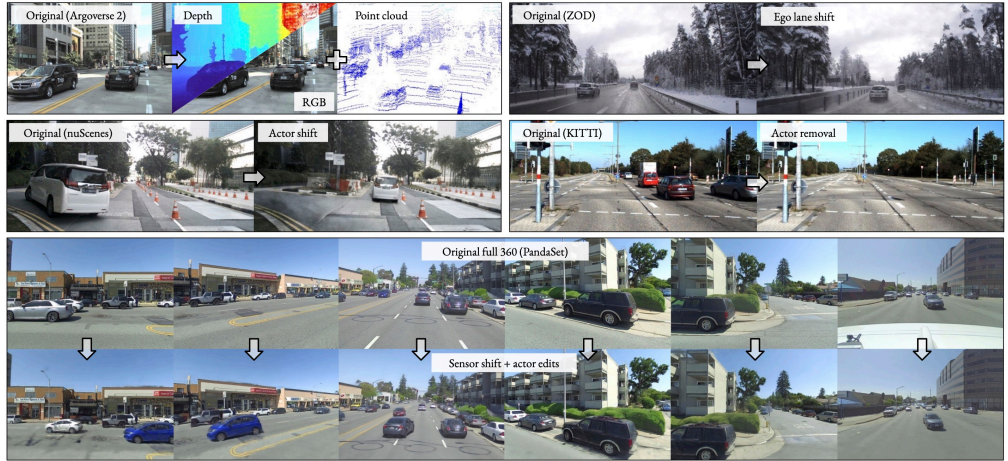 Original (Argoverse 2)
Depth
RGB
Point cloud
Original (ZOD)
Ego lane shift
Original (nuScenes)
Actor shift
Original (KITTI)
Actor removal
Original full 360 (PandaSet)
Sensor shift + actor edits